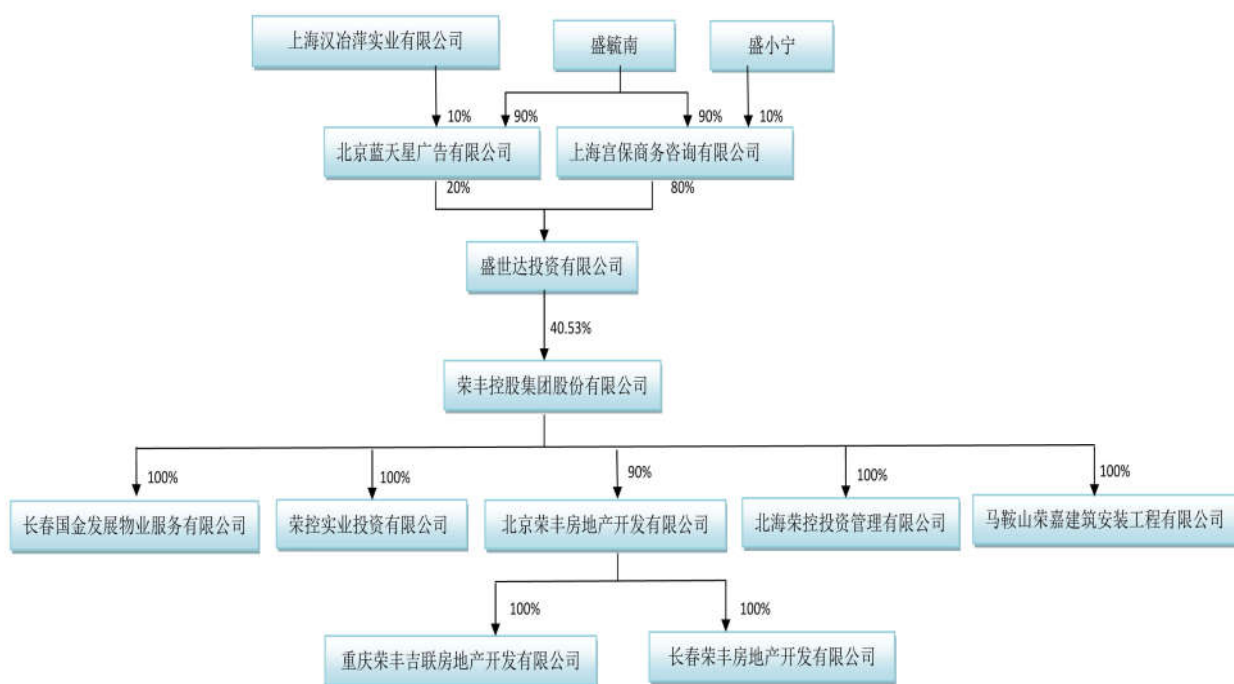 上海汉冶萍实业有限公司
盛毓南
盛小宁
10%
90%
90%
10%
北京蓝天星广告有限公司
上海宫保商务咨询有限公司
20%
80%
盛世达投资有限公司
40.53%
荣丰控股集团股份有限公司
100%
100%
90%
100%
100%
长春国金发展物业服务有限公司
荣控实业投资有限公司
北京荣丰房地产开发有限公司
北海荣控投资管理有限公司
马鞍山荣嘉建筑安装工程有限公司
100%
100%
重庆荣丰吉联房地产开发有限公司
长春荣丰房地产开发有限公司